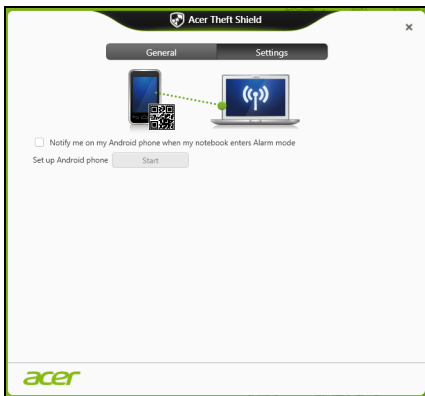 Acer Theft Shield
General Settings
Notify me on my Android phone when my notebook enters Alarm mode
Set up Android phone Start
acer